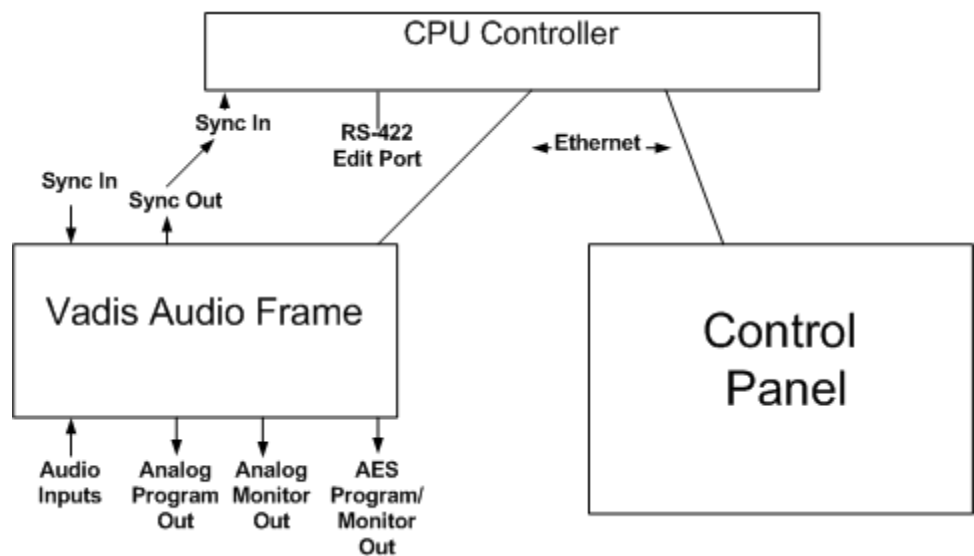 CPU Controller
Sync In
RS-422
Edit Port
Ethernet
Sync In
Sync Out
Vadis Audio Frame
Control
Panel
Audio
Inputs
Analog
Program
Out
Analog
Monitor
Out
AES
Program/
Monitor
Out